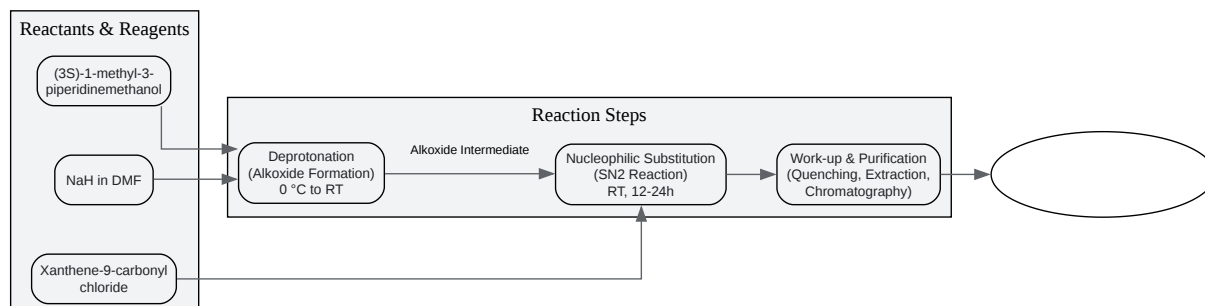 Reactants & Reagents
(3S)-1-methyl-3-
piperidinemethanol
NaH in DMF
Xanthene-9-carbonyl
chloride
Reaction Steps
Deprotonation
(Alkoxide Formation)
0 °C to RT
Alkoxide Intermediate
Nucleophilic Substitution
(SN2 Reaction)
RT, 12-24h
Work-up & Purification
(Quenching, Extraction,
Chromatography)